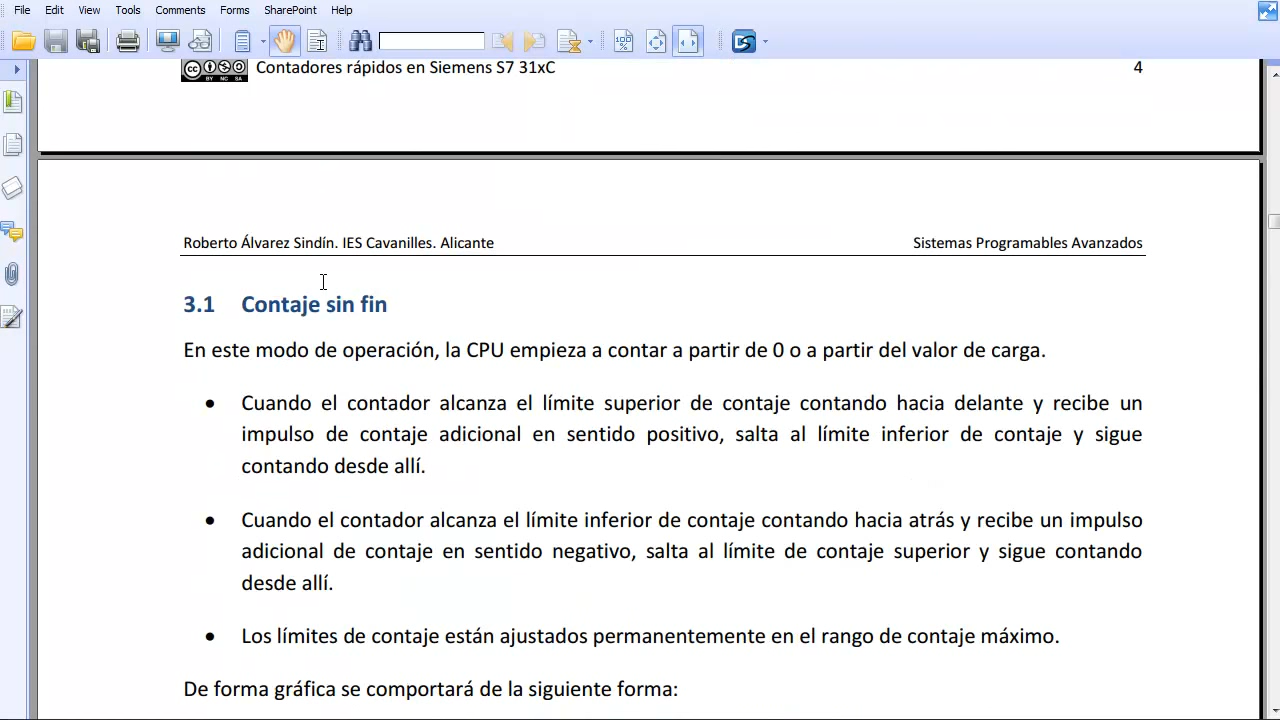 File Edit View Tools Comments Forms SharePoint Help
Contadores rápidos en Siemens S7 31xC 4
Roberto Álvarez Sindín. IES Cavanilles. Alicante Sistemas Programables Avanzados
3.1 Contaje sin fin
En este modo de operación, la CPU empieza a contar a partir de 0 o a partir del valor de carga.
• Cuando el contador alcanza el límite superior de contaje contando hacia delante y recibe un
impulso de contaje adicional en sentido positivo, salta al límite inferior de contaje y sigue
contando desde allí.
• Cuando el contador alcanza el límite inferior de contaje contando hacia atrás y recibe un impulso
adicional de contaje en sentido negativo, salta al límite de contaje superior y sigue contando
desde allí.
• Los límites de contaje están ajustados permanentemente en el rango de contaje máximo.
De forma gráfica se comportará de la siguiente forma: